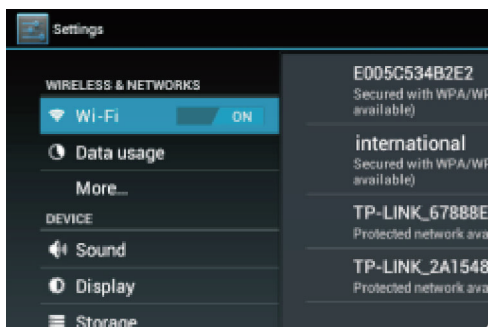 Settings
WIRELESS & NETWORKS
Wi-Fi ON
Data usage
More...
DEVICE
Sound
Display
Storage
E005C534B2E2
Secured with WPA/WP
available)
international
Secured with WPA/WP
available)
TP-LINK_67888E
Protected network ava
TP-LINK_2A1548
Protected network ava